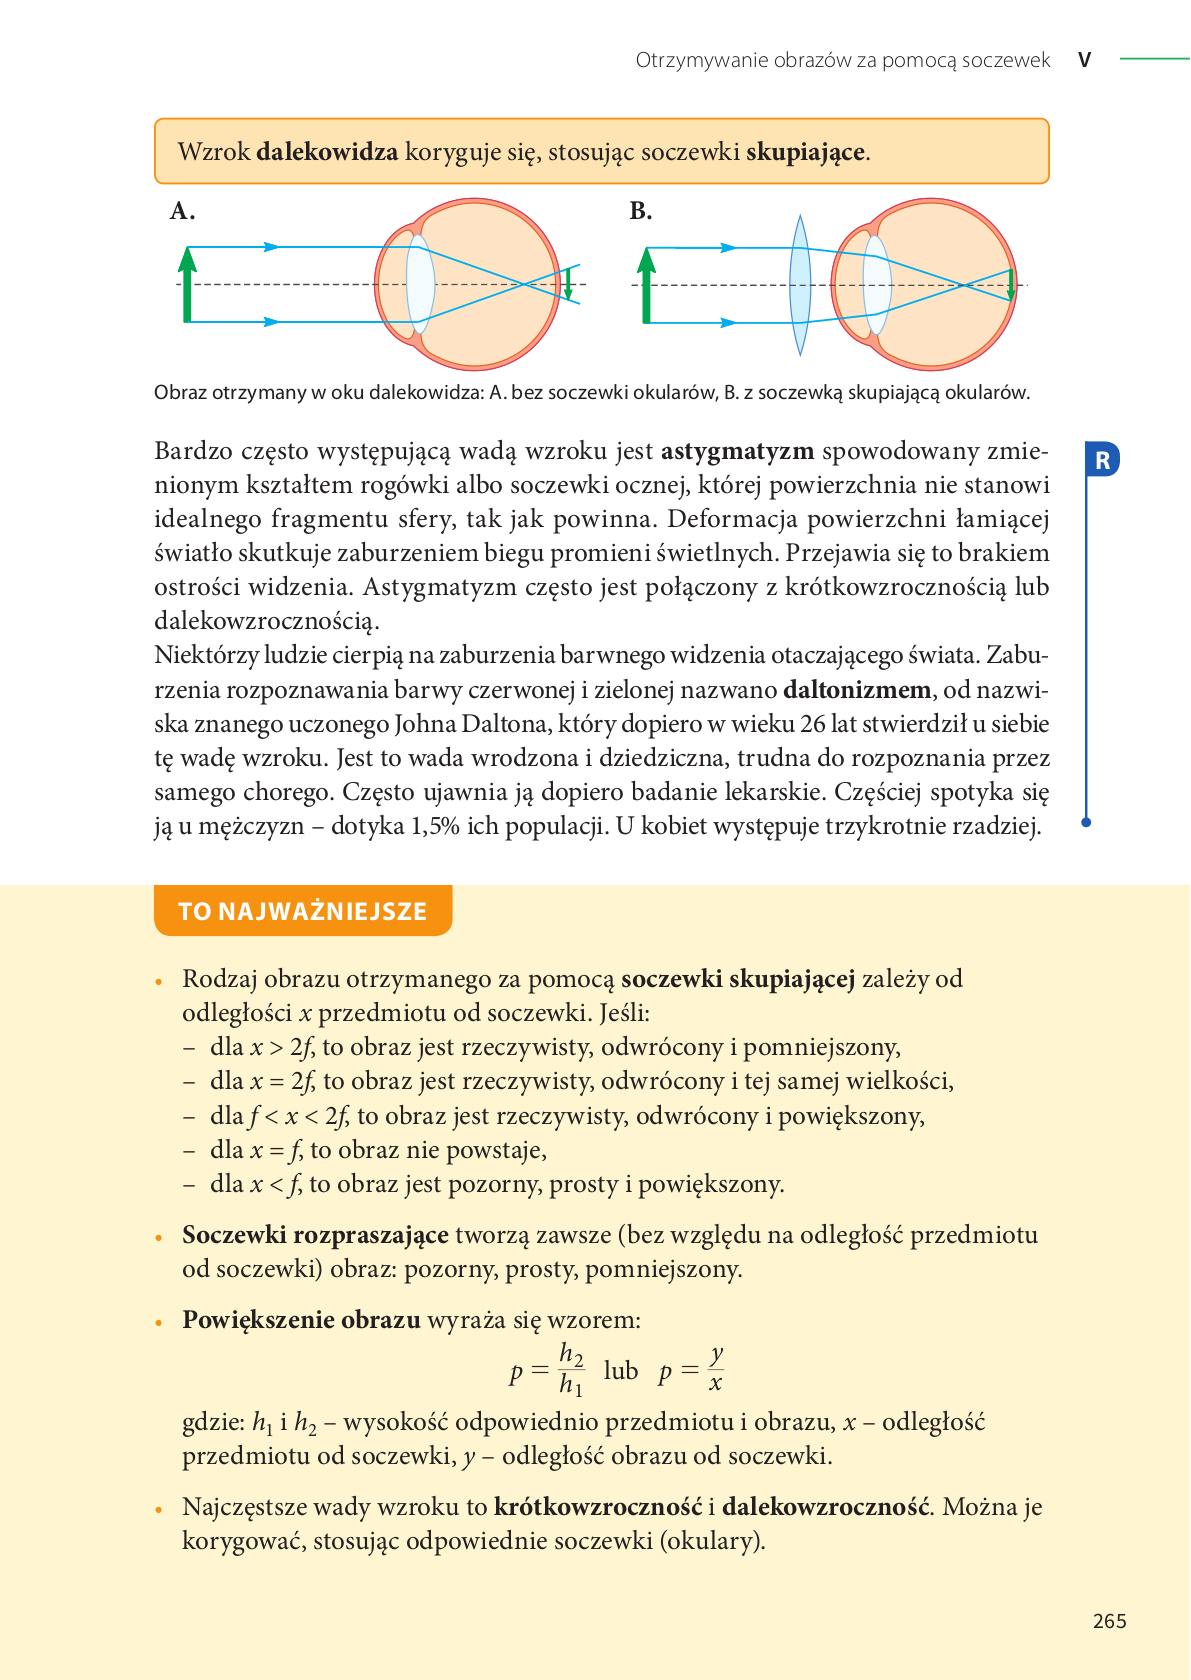 Otrzymywanie obrazów za pomocą soczewek V
Wzrok dalekowidza koryguje się, stosując soczewki skupiające.
A.
B.
Obraz otrzymany w oku dalekowidza: A. bez soczewki okularów, B. z soczewką skupiającą okularów.
Bardzo często występującą wadą wzroku jest astygmatyzm spowodowany zmie-
R
nionym kształtem rogówki albo soczewki ocznej, której powierzchnia nie stanowi
idealnego fragmentu sfery, tak jak powinna. Deformacja powierzchni łamiącej
światło skutkuje zaburzeniem biegu promieni świetlnych. Przejawia się to brakiem
ostrości widzenia. Astygmatyzm często jest połączony z krótkowzrocznością lub
dalekowzrocznością.
Niektórzy ludzie cierpią na zaburzenia barwnego widzenia otaczającego świata. Zabu-
rzenia rozpoznawania barwy czerwonej i zielonej nazwano daltonizmem, od nazwi-
ska znanego uczonego Johna Daltona, który dopiero w wieku 26 lat stwierdził u siebie
tę wadę wzroku. Jest to wada wrodzona i dziedziczna, trudna do rozpoznania przez
samego chorego. Często ujawnia ją dopiero badanie lekarskie. Częściej spotyka się
ją u mężczyzn – dotyka 1,5% ich populacji. U kobiet występuje trzykrotnie rzadziej.
TO NAJWAŻNIEJSZE
• Rodzaj obrazu otrzymanego za pomocą soczewki skupiającej zależy od
odległości x przedmiotu od soczewki. Jeśli:
– dla x > 2f, to obraz jest rzeczywisty, odwrócony i pomniejszony,
– dla x = 2f, to obraz jest rzeczywisty, odwrócony i tej samej wielkości,
– dla f < x < 2f, to obraz jest rzeczywisty, odwrócony i powiększony,
– dla x = f, to obraz nie powstaje,
– dla x < f, to obraz jest pozorny, prosty i powiększony.
• Soczewki rozpraszające tworzą zawsze (bez względu na odległość przedmiotu
od soczewki) obraz: pozorny, prosty, pomniejszony.
• Powiększenie obrazu wyraża się wzorem:
p = h₂/h₁ lub p = y/x
gdzie: h₁ i h₂ – wysokość odpowiednio przedmiotu i obrazu, x – odległość
przedmiotu od soczewki, y – odległość obrazu od soczewki.
• Najczęstsze wady wzroku to krótkowzroczność i dalekowzroczność. Można je
korygować, stosując odpowiednie soczewki (okulary).
265